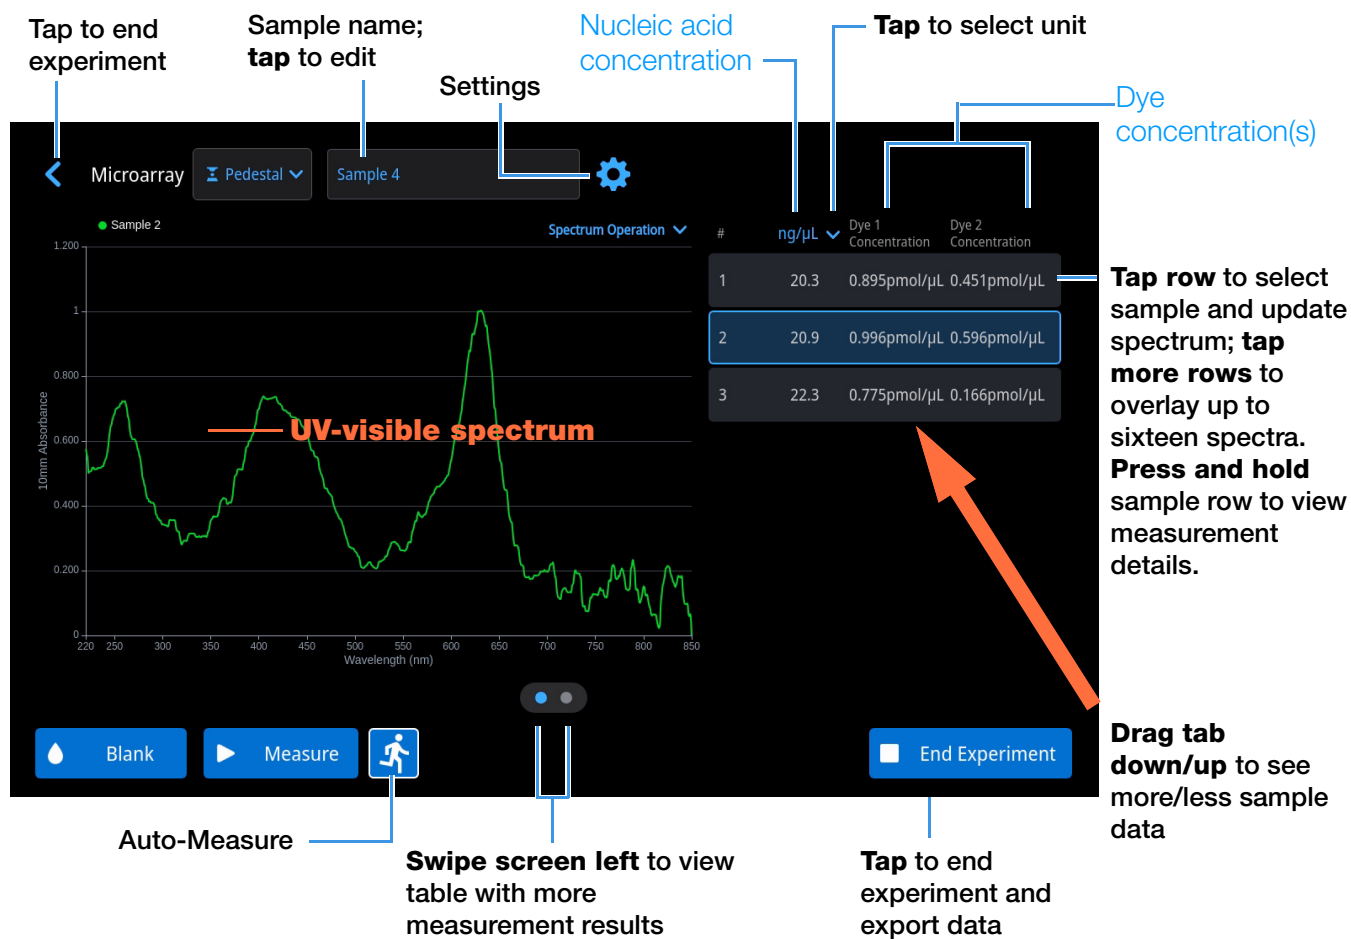 Tap to end
experiment
Sample name;
tap to edit
Settings
Nucleic acid
concentration
Tap to select unit
Dye
concentration(s)
Microarray
Pedestal
Sample 4
Sample 2
Spectrum Operation
1.200
1
0.800
0.600
0.400
0.200
0
10mm Absorbance
220 250 300 350 400 450 500 550 600 650 700 750 800 850
Wavelength (nm)
UV-visible spectrum
# ng/µL Dye 1 Concentration Dye 2 Concentration
1 20.3 0.895pmol/µL 0.451pmol/µL
2 20.9 0.996pmol/µL 0.596pmol/µL
3 22.3 0.775pmol/µL 0.166pmol/µL
Tap row to select
sample and update
spectrum; tap
more rows to
overlay up to
sixteen spectra.
Press and hold
sample row to view
measurement
details.
Drag tab
down/up to see
more/less sample
data
Blank
Measure
End Experiment
Auto-Measure
Swipe screen left to view
table with more
measurement results
Tap to end
experiment and
export data